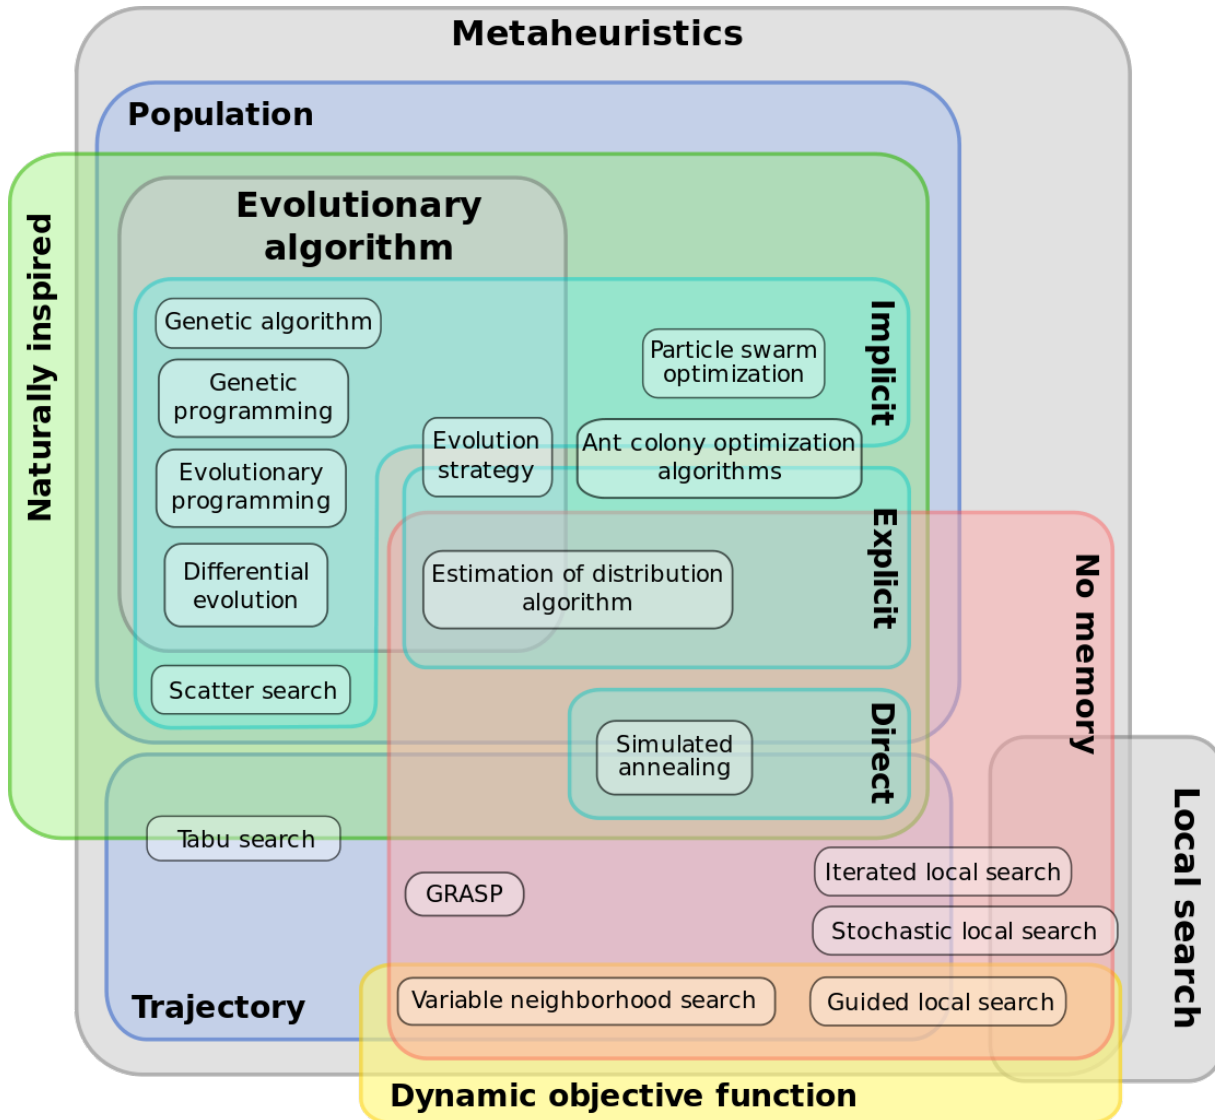 Metaheuristics
Population
Naturally inspired
Evolutionary
algorithm
Genetic algorithm
Implicit
Particle swarm
optimization
Genetic
programming
Evolution
strategy
Ant colony optimization
algorithms
Evolutionary
programming
Explicit
Differential
evolution
Estimation of distribution
algorithm
No memory
Scatter search
Direct
Simulated
annealing
Local search
Tabu search
GRASP
Iterated local search
Stochastic local search
Trajectory
Variable neighborhood search
Guided local search
Dynamic objective function